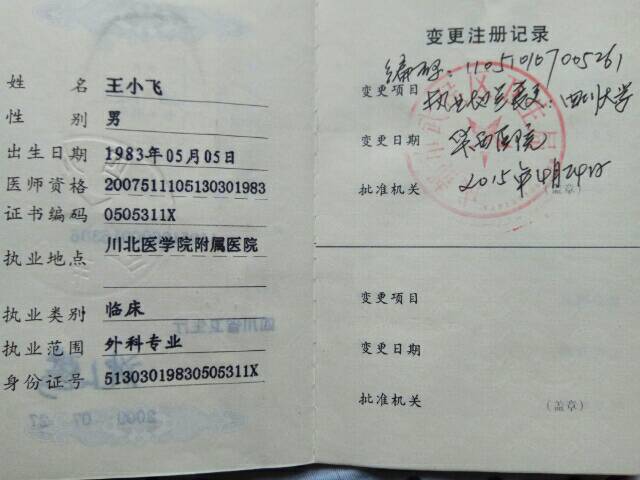 姓 名 王小飞
性 别 男
出生日期 1983年05月05日
医师资格 200751110513030198З
证书编码 0505311X
执业地点 川北医学院附属医院
执业类别 临床
执业范围 外科专业
身份证号 51303019830505311X
变更注册记录
编码:110510107005261
变更项目 执业地点变更:四川大学
变更日期 华西医院
批准机关 2015年4月24日
(盖章)
变更项目
变更日期
批准机关
(盖章)